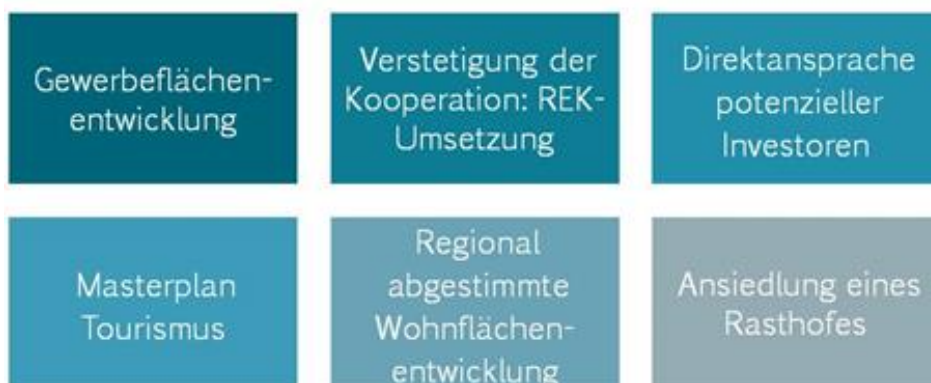 Gewerbeflächen-
entwicklung
Verstetigung der
Kooperation: REK-
Umsetzung
Direktansprache
potenzieller
Investoren
Masterplan
Tourismus
Regional
abgestimmte
Wohnflächen-
entwicklung
Ansiedlung eines
Rasthofes